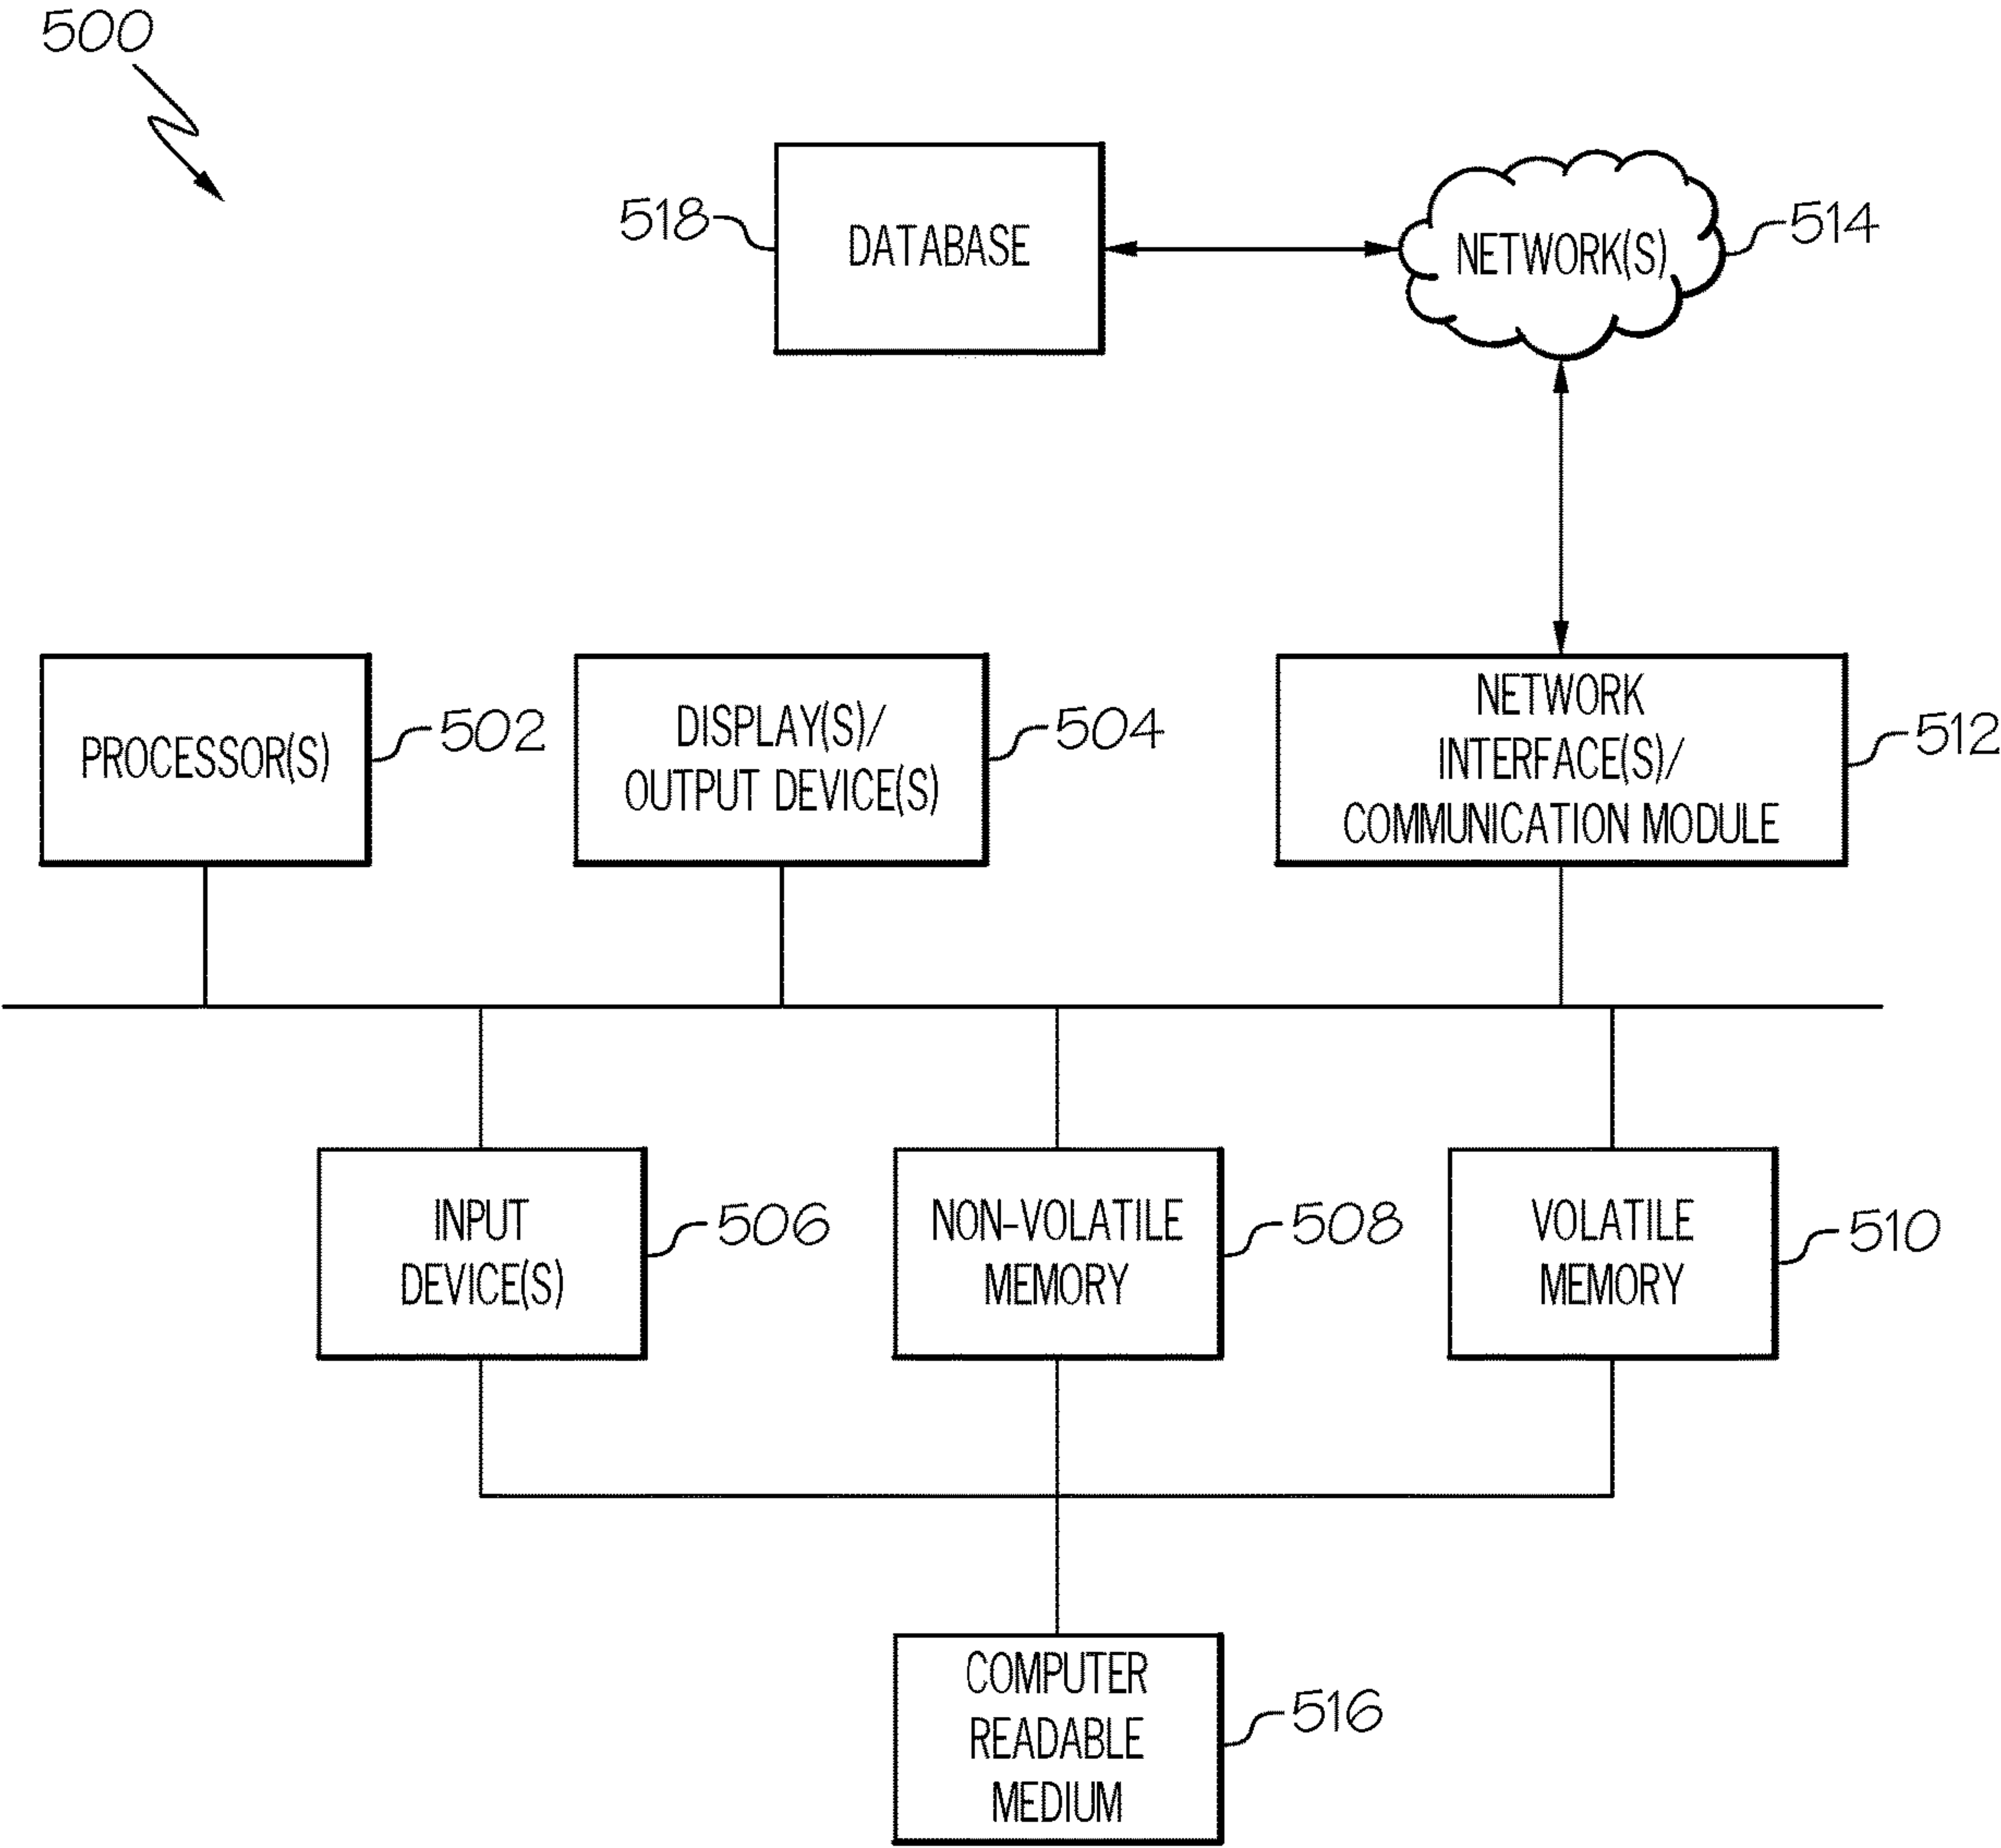 500
518
DATABASE
NETWORK(S)
514
PROCESSOR(S)
502
DISPLAY(S)/
OUTPUT DEVICE(S)
504
NETWORK
INTERFACE(S)/
COMMUNICATION MODULE
512
INPUT
DEVICE(S)
506
NON-VOLATILE
MEMORY
508
VOLATILE
MEMORY
510
COMPUTER
READABLE
MEDIUM
516